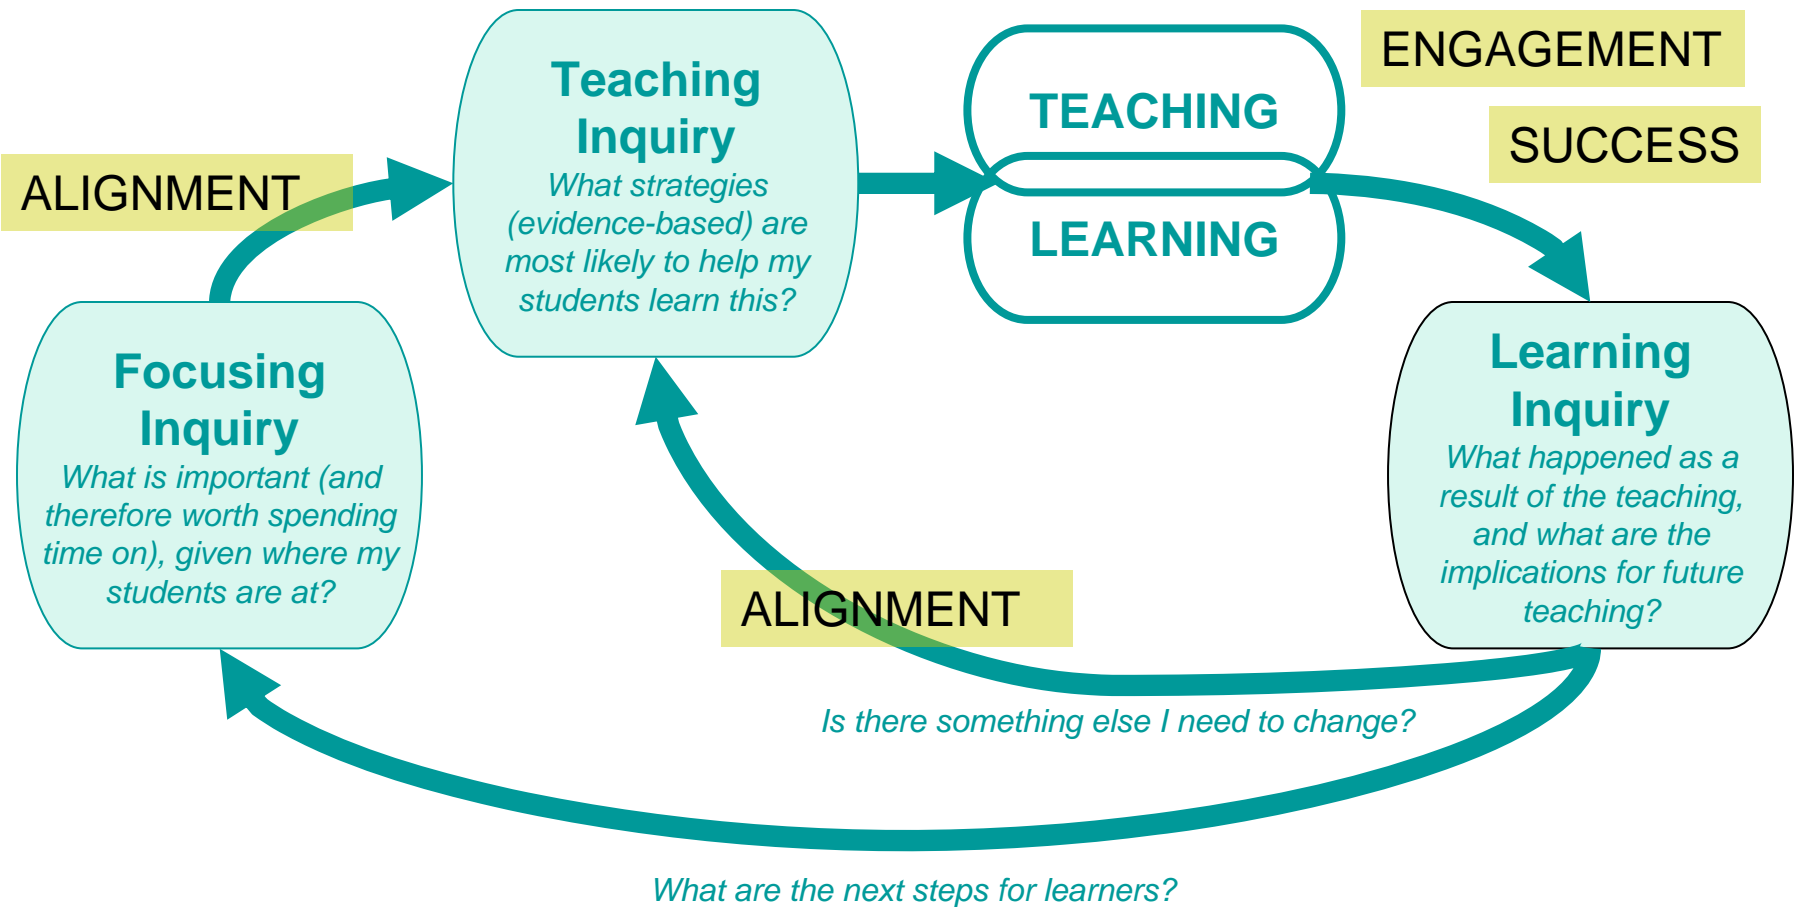 ALIGNMENT
Focusing
Inquiry
What is important (and
therefore worth spending
time on), given where my
students are at?
Teaching
Inquiry
What strategies
(evidence-based) are
most likely to help my
students learn this?
TEACHING
LEARNING
ENGAGEMENT
SUCCESS
Learning
Inquiry
What happened as a
result of the teaching,
and what are the
implications for future
teaching?
ALIGNMENT
Is there something else I need to change?
What are the next steps for learners?